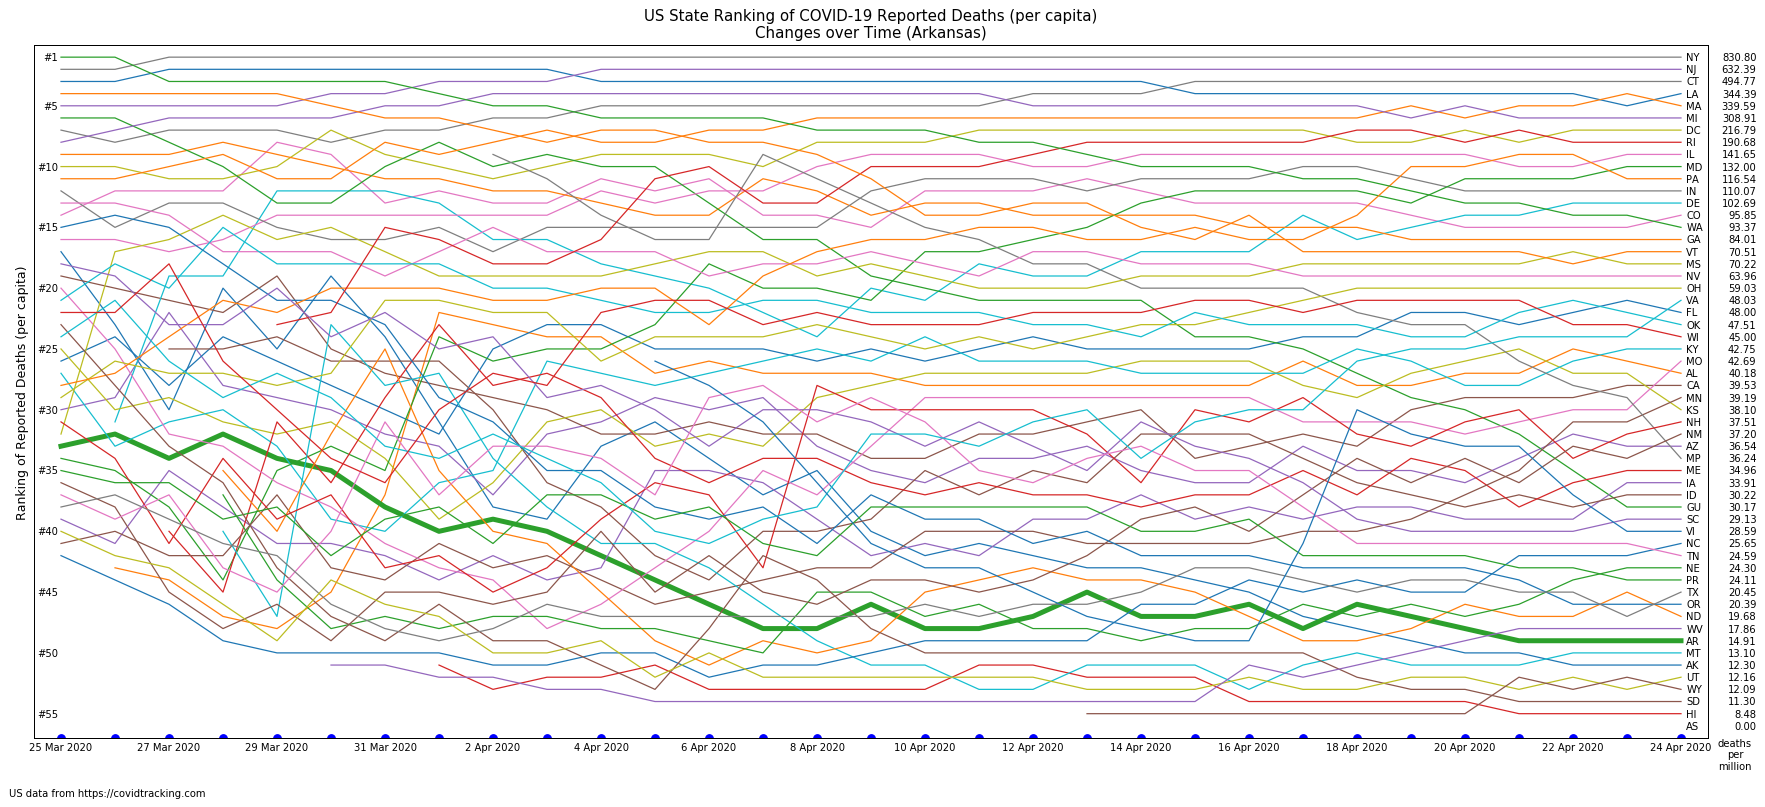 US State Ranking of COVID-19 Reported Deaths (per capita)
Changes over Time (Arkansas)
Ranking of Reported Deaths (per capita)
#1
#5
#10
#15
#20
#25
#30
#35
#40
#45
#50
#55
NY 830.80
NJ 632.39
CT 494.77
LA 344.39
MA 339.59
MI 308.91
DC 216.79
RI 190.68
IL 141.65
MD 132.00
PA 116.54
IN 110.07
DE 102.69
CO 95.85
WA 93.37
GA 84.01
VT 70.51
MS 70.22
NV 63.96
OH 59.03
VA 48.03
FL 48.00
OK 47.51
WI 45.00
KY 42.75
MO 42.69
AL 40.18
CA 39.53
MN 39.19
KS 38.10
NH 37.51
NM 37.20
AZ 36.54
MP 36.24
ME 34.96
IA 33.91
ID 30.22
GU 30.17
SC 29.13
VI 28.59
NC 25.65
TN 24.59
NE 24.30
PR 24.11
TX 20.45
OR 20.39
ND 19.68
WV 17.86
AR 14.91
MT 13.10
AK 12.30
UT 12.16
WY 12.09
SD 11.30
HI 8.48
AS 0.00
25 Mar 2020 27 Mar 2020 29 Mar 2020 31 Mar 2020 2 Apr 2020 4 Apr 2020 6 Apr 2020 8 Apr 2020 10 Apr 2020 12 Apr 2020 14 Apr 2020 16 Apr 2020 18 Apr 2020 20 Apr 2020 22 Apr 2020 24 Apr 2020
deaths
per
million
US data from https://covidtracking.com